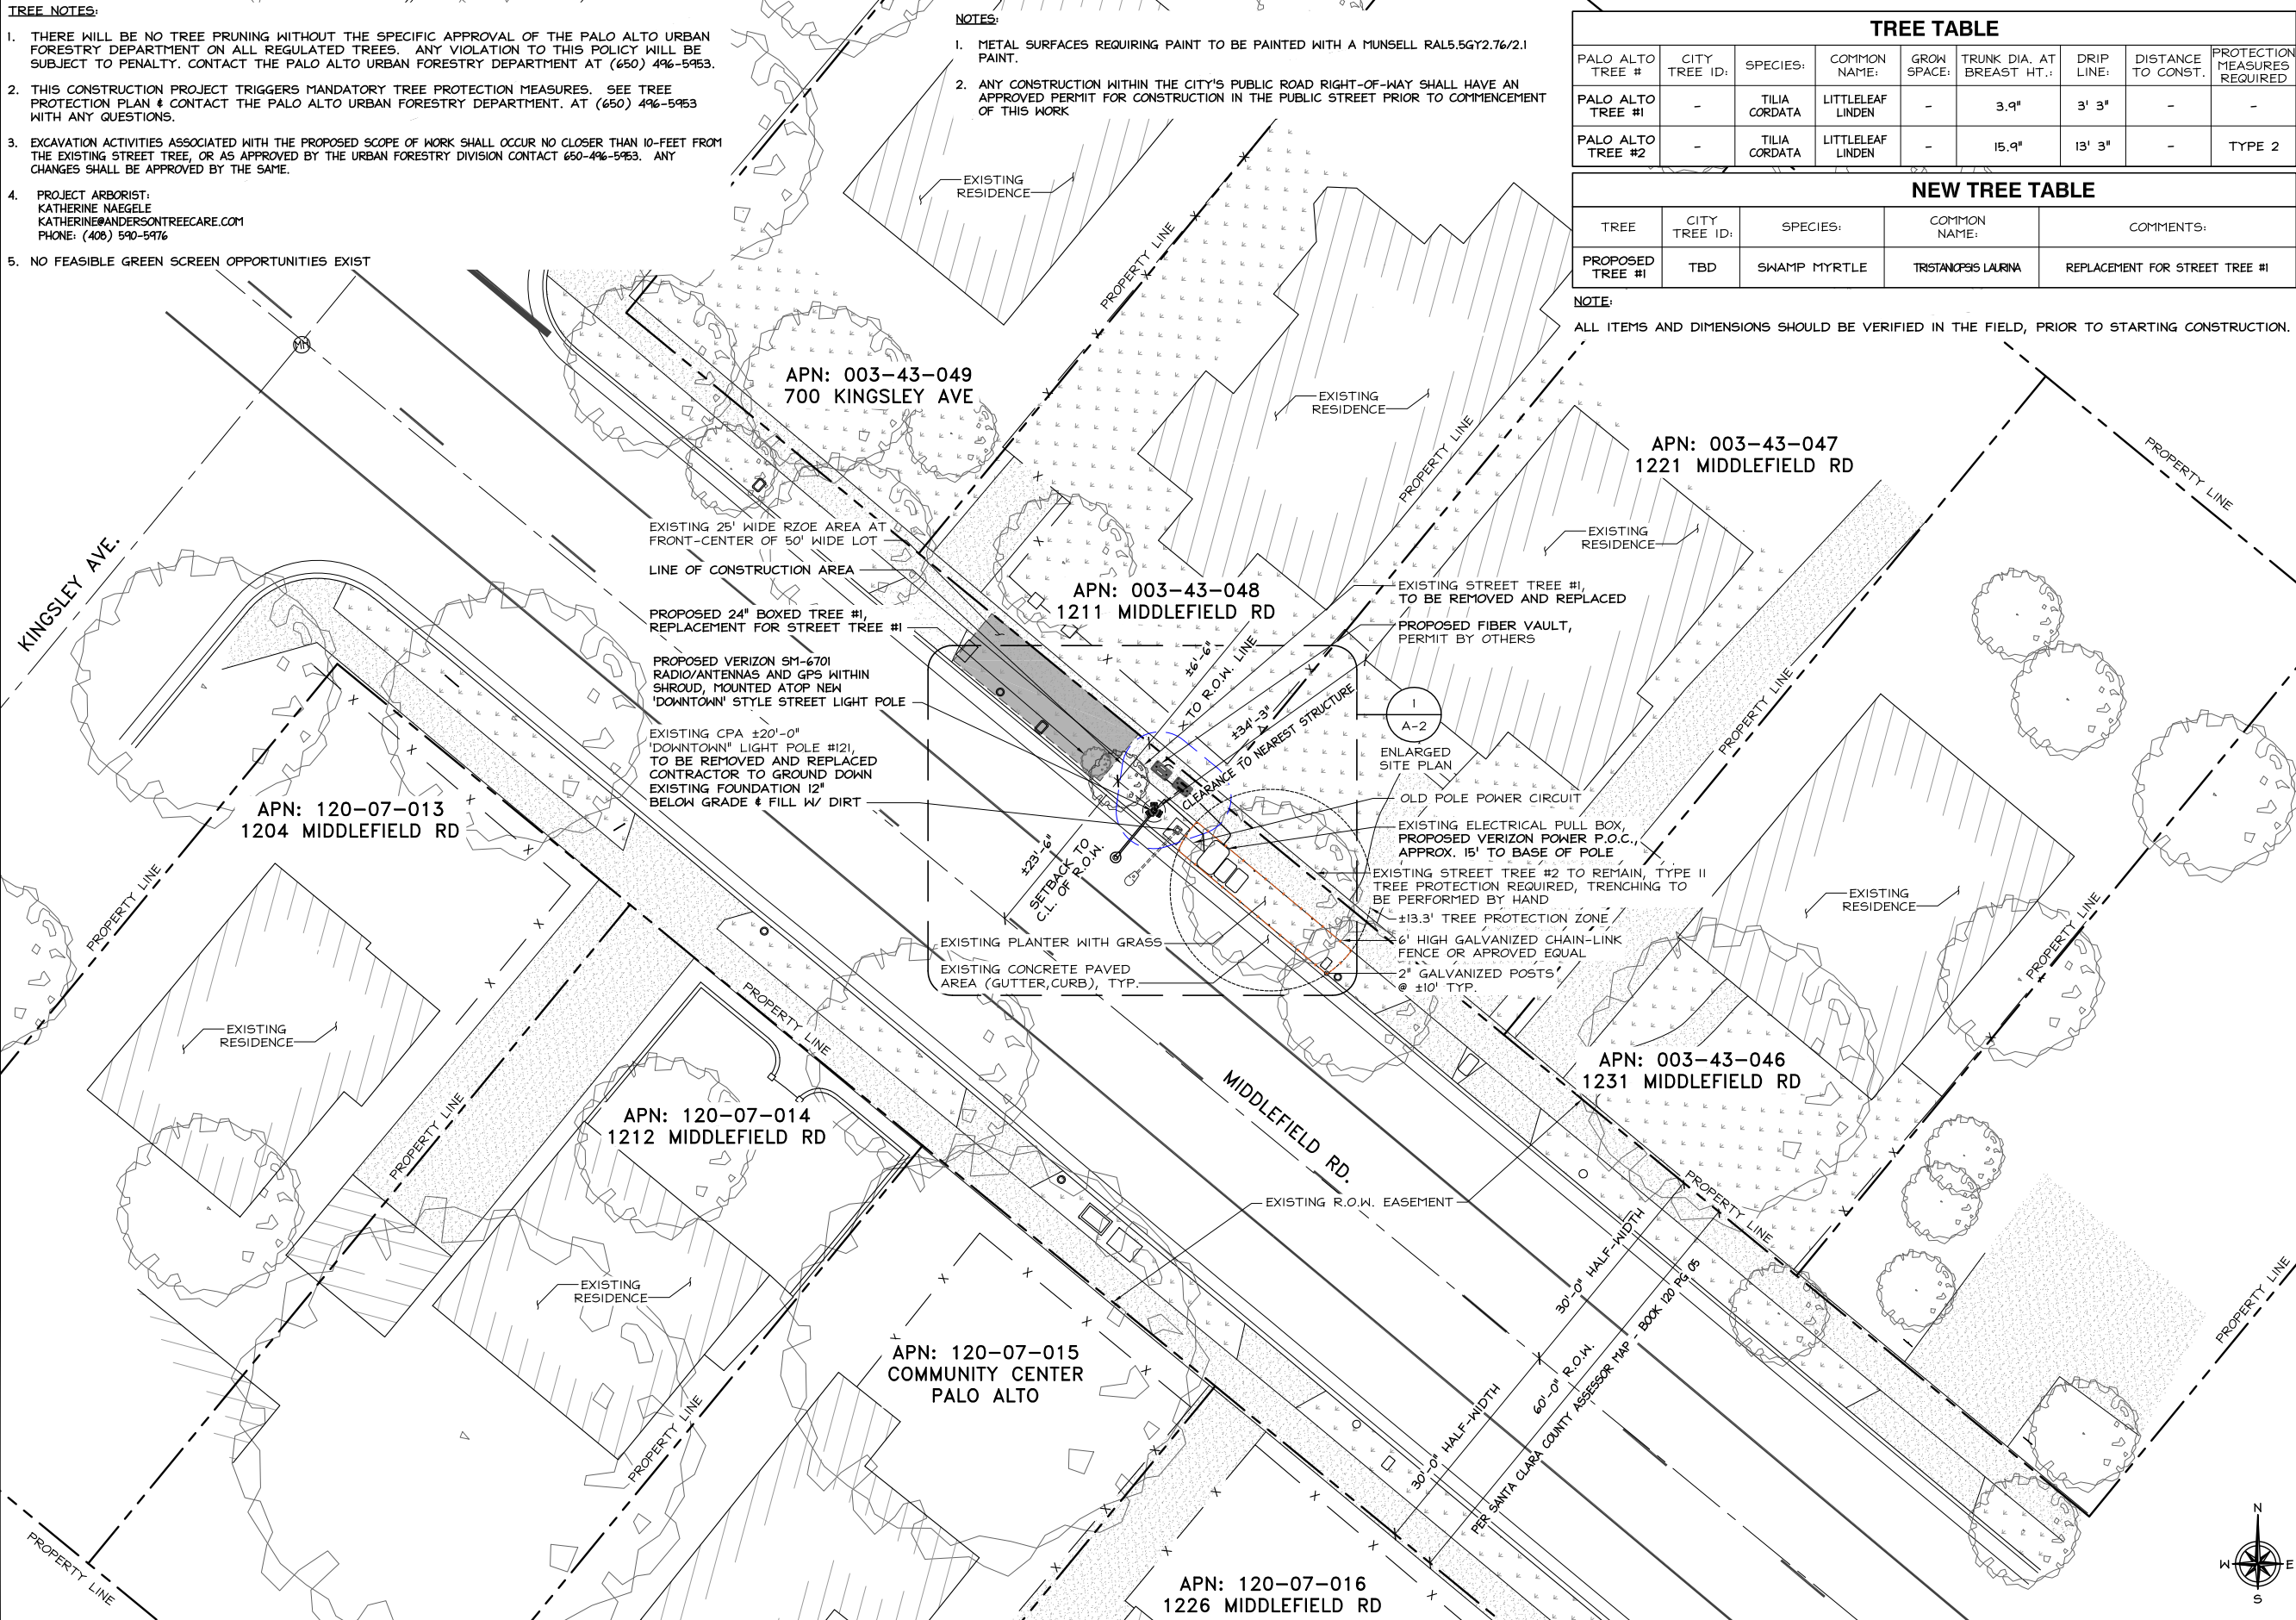 TREE NOTES:
1. THERE WILL BE NO TREE PRUNING WITHOUT THE SPECIFIC APPROVAL OF THE PALO ALTO URBAN
FORESTRY DEPARTMENT ON ALL REGULATED TREES. ANY VIOLATION TO THIS POLICY WILL BE
SUBJECT TO PENALTY. CONTACT THE PALO ALTO URBAN FORESTRY DEPARTMENT AT (650) 496-5953.
2. THIS CONSTRUCTION PROJECT TRIGGERS MANDATORY TREE PROTECTION MEASURES. SEE TREE
PROTECTION PLAN & CONTACT THE PALO ALTO URBAN FORESTRY DEPARTMENT. AT (650) 496-5953
WITH ANY QUESTIONS.
3. EXCAVATION ACTIVITIES ASSOCIATED WITH THE PROPOSED SCOPE OF WORK SHALL OCCUR NO CLOSER THAN 10-FEET FROM
THE EXISTING STREET TREE, OR AS APPROVED BY THE URBAN FORESTRY DIVISION CONTACT 650-496-5953. ANY
CHANGES SHALL BE APPROVED BY THE SAME.
4. PROJECT ARBORIST:
KATHERINE NAEGELE
KATHERINE@ANDERSONTREECARE.COM
PHONE: (408) 590-5976
5. NO FEASIBLE GREEN SCREEN OPPORTUNITIES EXIST
NOTES:
1. METAL SURFACES REQUIRING PAINT TO BE PAINTED WITH A MUNSELL RAL5.5GY2.76/2.1
PAINT.
2. ANY CONSTRUCTION WITHIN THE CITY'S PUBLIC ROAD RIGHT-OF-WAY SHALL HAVE AN
APPROVED PERMIT FOR CONSTRUCTION IN THE PUBLIC STREET PRIOR TO COMMENCEMENT
OF THIS WORK
TREE TABLE
PALO ALTO TREE # CITY TREE ID: SPECIES: COMMON NAME: GROW SPACE: TRUNK DIA. AT BREAST HT.: DRIP LINE: DISTANCE TO CONST. PROTECTION MEASURES REQUIRED
PALO ALTO TREE #1 - TILIA CORDATA LITTLELEAF LINDEN - 3.9" 3' 3" - -
PALO ALTO TREE #2 - TILIA CORDATA LITTLELEAF LINDEN - 15.9" 13' 3" - TYPE 2
NEW TREE TABLE
TREE CITY TREE ID: SPECIES: COMMON NAME: COMMENTS:
PROPOSED TREE #1 TBD SWAMP MYRTLE TRISTANIOPSIS LAURINA REPLACEMENT FOR STREET TREE #1
NOTE:
ALL ITEMS AND DIMENSIONS SHOULD BE VERIFIED IN THE FIELD, PRIOR TO STARTING CONSTRUCTION.
EXISTING
RESIDENCE
PROPERTY LINE
MH
APN: 003-43-049
700 KINGSLEY AVE
EXISTING
RESIDENCE
PROPERTY LINE
APN: 003-43-047
1221 MIDDLEFIELD RD
PROPERTY LINE
EXISTING
RESIDENCE
KINGSLEY AVE.
EXISTING 25' WIDE RZOE AREA AT
FRONT-CENTER OF 50' WIDE LOT
LINE OF CONSTRUCTION AREA
PROPOSED 24" BOXED TREE #1,
REPLACEMENT FOR STREET TREE #1
PROPOSED VERIZON SM-6701
RADIO/ANTENNAS AND GPS WITHIN
SHROUD, MOUNTED ATOP NEW
'DOWNTOWN' STYLE STREET LIGHT POLE
EXISTING CPA ±20'-0"
'DOWNTOWN" LIGHT POLE #121,
TO BE REMOVED AND REPLACED
CONTRACTOR TO GROUND DOWN
EXISTING FOUNDATION 12"
BELOW GRADE & FILL W/ DIRT
APN: 003-43-048
1211 MIDDLEFIELD RD
EXISTING STREET TREE #1,
TO BE REMOVED AND REPLACED
PROPOSED FIBER VAULT,
PERMIT BY OTHERS
±6'-6"
TO R.O.W. LINE
±34'-3"
CLEARANCE TO NEAREST STRUCTURE
1
A-2
ENLARGED
SITE PLAN
PROPERTY LINE
OLD POLE POWER CIRCUIT
EXISTING ELECTRICAL PULL BOX,
PROPOSED VERIZON POWER P.O.C.,
APPROX. 15' TO BASE OF POLE
EXISTING STREET TREE #2 TO REMAIN, TYPE II
TREE PROTECTION REQUIRED, TRENCHING TO
BE PERFORMED BY HAND
±13.3' TREE PROTECTION ZONE
6' HIGH GALVANIZED CHAIN-LINK
FENCE OR APROVED EQUAL
2" GALVANIZED POSTS
@ ±10' TYP.
±23'-6"
SETBACK TO
C.L. OF R.O.W.
EXISTING PLANTER WITH GRASS
EXISTING CONCRETE PAVED
AREA (GUTTER,CURB), TYP.
APN: 120-07-013
1204 MIDDLEFIELD RD
PROPERTY LINE
EXISTING
RESIDENCE
PROPERTY LINE
EXISTING
RESIDENCE
PROPERTY LINE
PROPERTY LINE
APN: 120-07-014
1212 MIDDLEFIELD RD
MIDDLEFIELD RD.
APN: 003-43-046
1231 MIDDLEFIELD RD
EXISTING R.O.W. EASEMENT
PROPERTY LINE
30'-0" HALF-WIDTH
30'-0" HALF-WIDTH
60'-0" R.O.W.
PER SANTA CLARA COUNTY ASSESSOR MAP - BOOK 120 PG 05
PROPERTY LINE
EXISTING
RESIDENCE
APN: 120-07-015
COMMUNITY CENTER
PALO ALTO
PROPERTY LINE
PROPERTY LINE
APN: 120-07-016
1226 MIDDLEFIELD RD
N
W
E
S